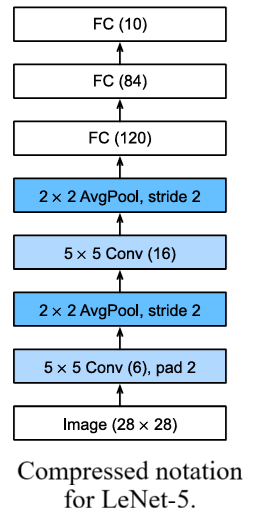 FC (10)
FC (84)
FC (120)
2 × 2 AvgPool, stride 2
5 × 5 Conv (16)
2 × 2 AvgPool, stride 2
5 × 5 Conv (6), pad 2
Image (28 × 28)
Compressed notation
for LeNet-5.